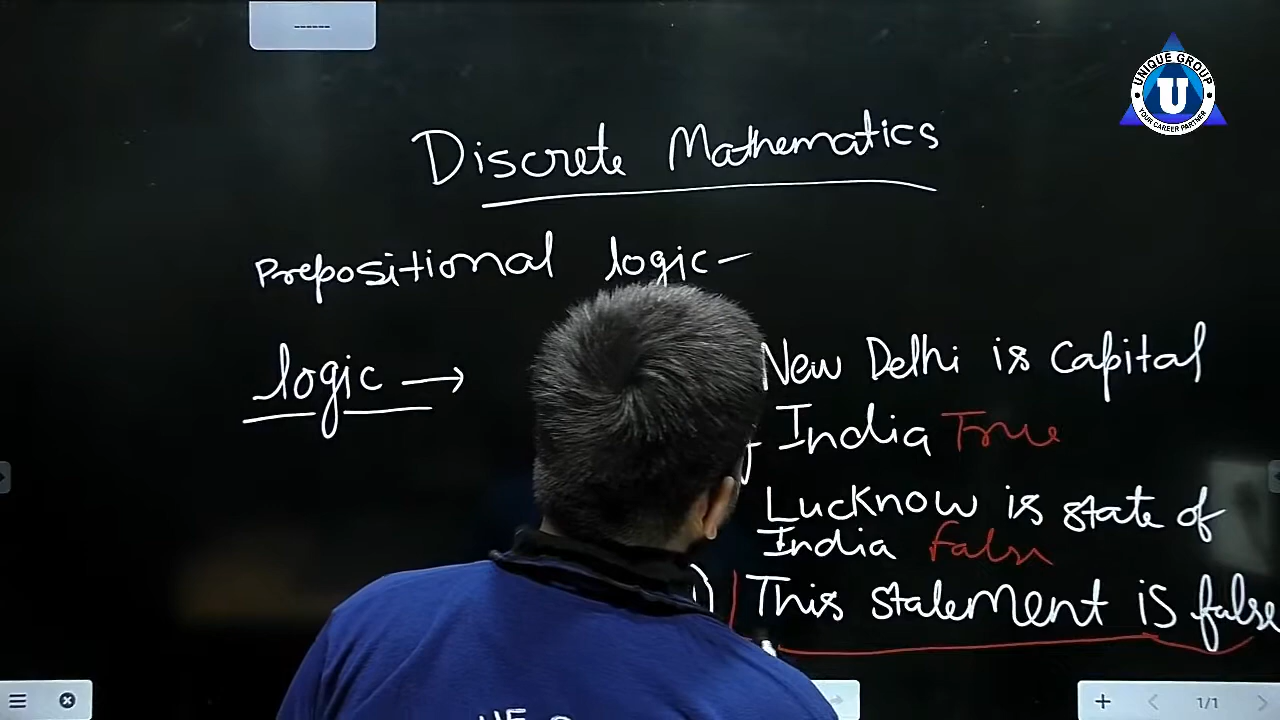 ------
UNIQUE GROUP
U
YOUR CAREER PARTNER
Discrete Mathematics
Prepositional logic-
logic →
New Delhi is Capital
India True
Lucknow is state of
India false
This statement is false
1/1